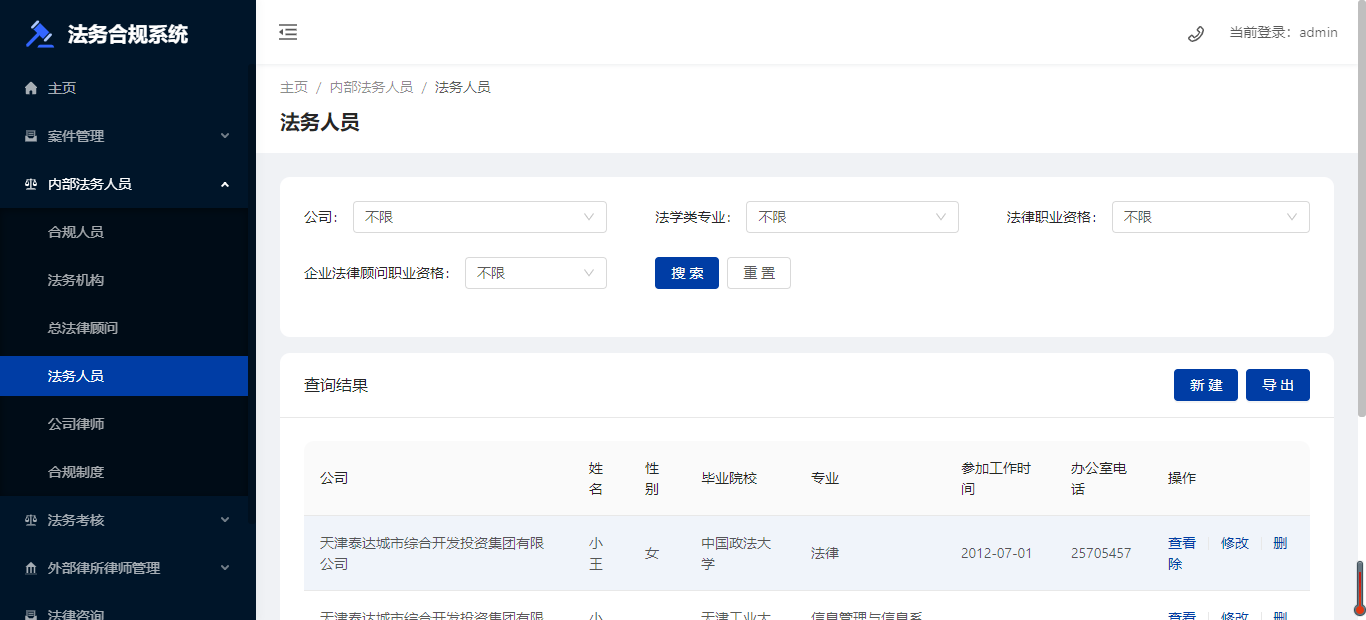 法务合规系统
主页
案件管理
内部法务人员
合规人员
法务机构
总法律顾问
法务人员
公司律师
合规制度
法务考核
外部律所律师管理
法律咨询
当前登录：admin
主页 / 内部法务人员 / 法务人员
法务人员
公司： 不限 法学类专业： 不限 法律职业资格： 不限
企业法律顾问职业资格： 不限 搜 索 重 置
查询结果 新 建 导 出
公司 姓名 性别 毕业院校 专业 参加工作时间 办公室电话 操作
天津泰达城市综合开发投资集团有限公司 小王 女 中国政法大学 法律 2012-07-01 25705457 查看 修改 删除
天津泰达城市综合开发投资集团有限 小 天津工业大 信息管理与信息系 查看 修改 删